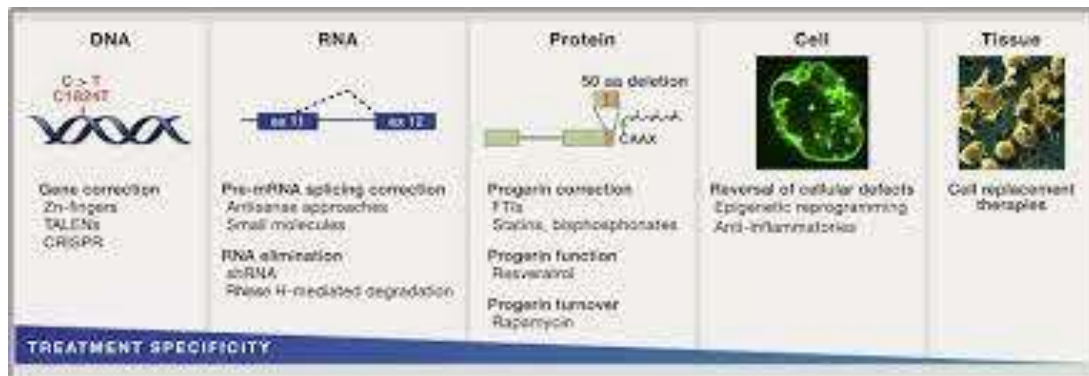 DNA
C > T
C1824T
Gene correction
Zn-fingers
TALENs
CRISPR
RNA
ex 11
ex 12
Pre-mRNA splicing correction
Antisense approaches
Small molecules
RNA elimination
shRNA
RNase H-mediated degradation
Protein
50 aa deletion
CAAX
Progerin correction
FTIs
Statins, bisphosphonates
Progerin function
Resveratrol
Progerin turnover
Rapamycin
Cell
Reversal of cellular defects
Epigenetic reprogramming
Anti-inflammatories
Tissue
Cell replacement
therapies
TREATMENT SPECIFICITY